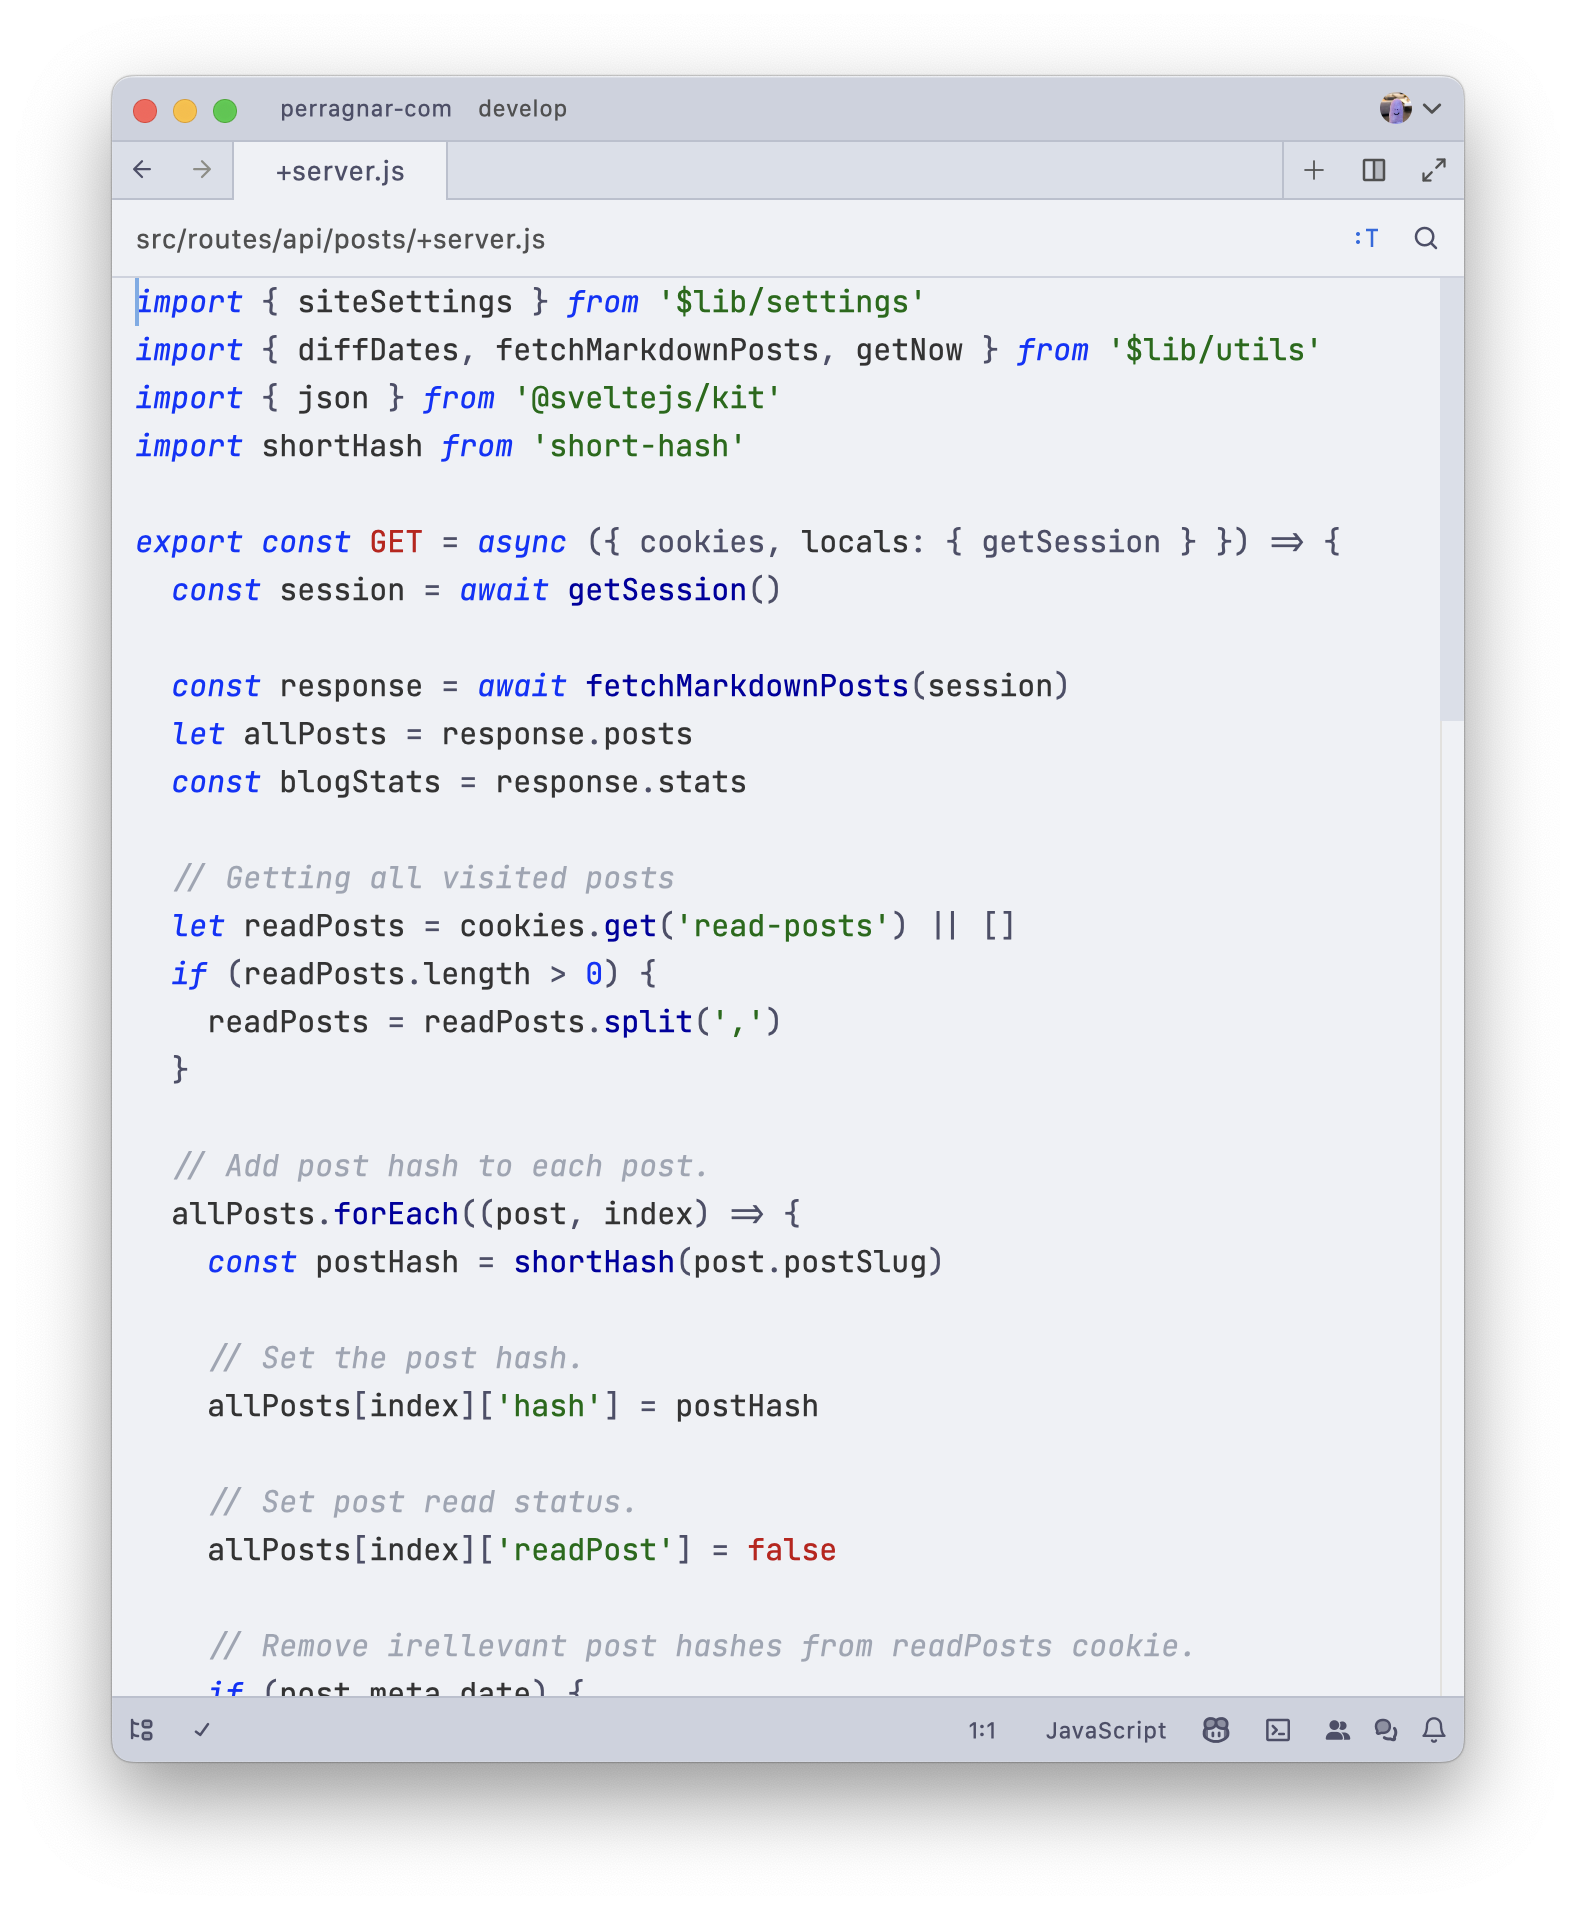 perragnar-com develop
+server.js
src/routes/api/posts/+server.js
:T
import { siteSettings } from '$lib/settings'
import { diffDates, fetchMarkdownPosts, getNow } from '$lib/utils'
import { json } from '@sveltejs/kit'
import shortHash from 'short-hash'
export const GET = async ({ cookies, locals: { getSession } }) => {
const session = await getSession()
const response = await fetchMarkdownPosts(session)
let allPosts = response.posts
const blogStats = response.stats
// Getting all visited posts
let readPosts = cookies.get('read-posts') || []
if (readPosts.length > 0) {
readPosts = readPosts.split(',')
}
// Add post hash to each post.
allPosts.forEach((post, index) => {
const postHash = shortHash(post.postSlug)
// Set the post hash.
allPosts[index]['hash'] = postHash
// Set post read status.
allPosts[index]['readPost'] = false
// Remove irellevant post hashes from readPosts cookie.
if (post.meta.date) {
1:1 JavaScript